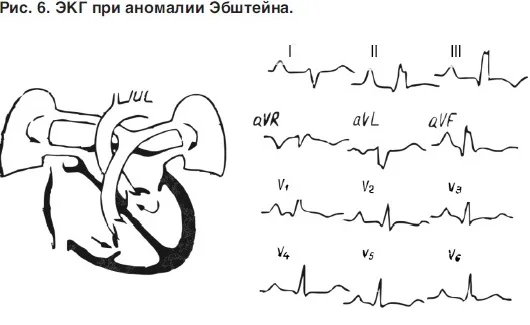 Рис. 6. ЭКГ при аномалии Эбштейна.
I II III
aVR aVL aVF
V1 V2 V3
V4 V5 V6